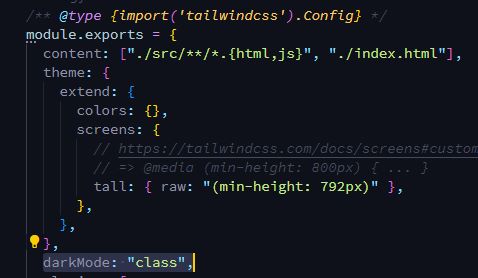 /** @type {import('tailwindcss').Config} */
module.exports = {
  content: ["./src/**/*.{html,js}", "./index.html"],
  theme: {
    extend: {
      colors: {},
      screens: {
        // https://tailwindcss.com/docs/screens#custom
        // => @media (min-height: 800px) { ... }
        tall: { raw: "(min-height: 792px)" },
      },
    },
  },
  darkMode: "class",